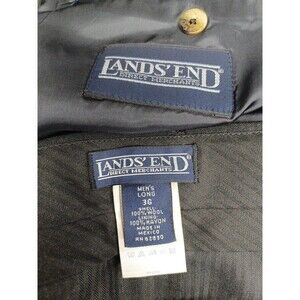 LANDS' END
DIRECT MERCHANTS
LANDS' END
DIRECT MERCHANTS
MEN'S
LONG
36
SHELL
100% WOOL
LINING
100% RAYON
MADE IN
MEXICO
RN 62830